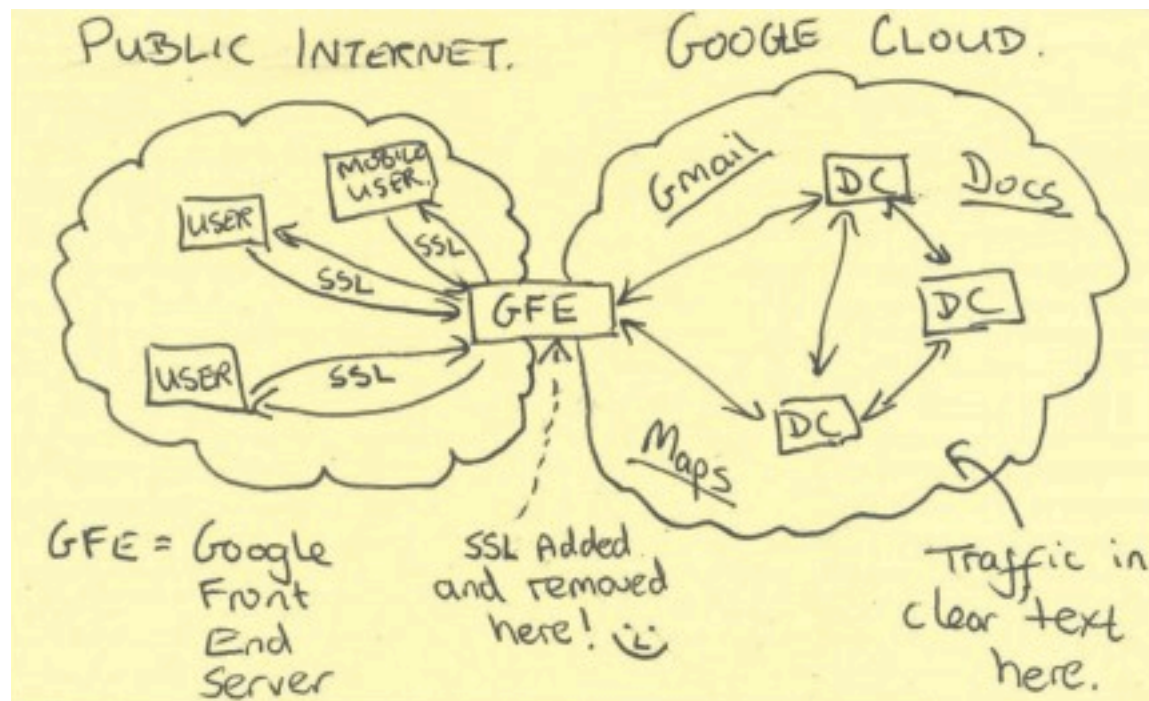 PUBLIC INTERNET.
GOOGLE CLOUD.
MOBILE
USER.
USER
SSL
SSL
GFE
USER
SSL
Gmail
DC
Docs
DC
DC
Maps
GFE = Google
Front
End
Server
SSL Added
and removed
here!
Traffic in
clear text
here.